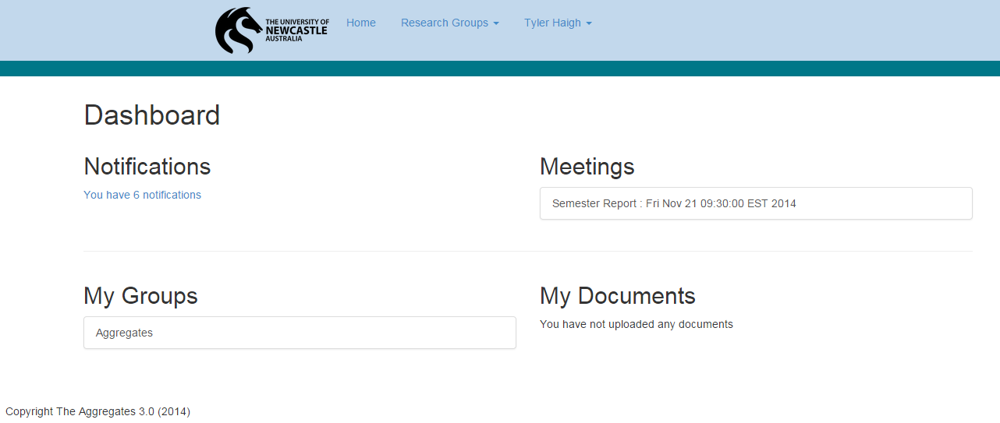 THE UNIVERSITY OF
NEWCASTLE
AUSTRALIA
Home
Research Groups
Tyler Haigh
Dashboard
Notifications
You have 6 notifications
Meetings
Semester Report : Fri Nov 21 09:30:00 EST 2014
My Groups
Aggregates
My Documents
You have not uploaded any documents
Copyright The Aggregates 3.0 (2014)